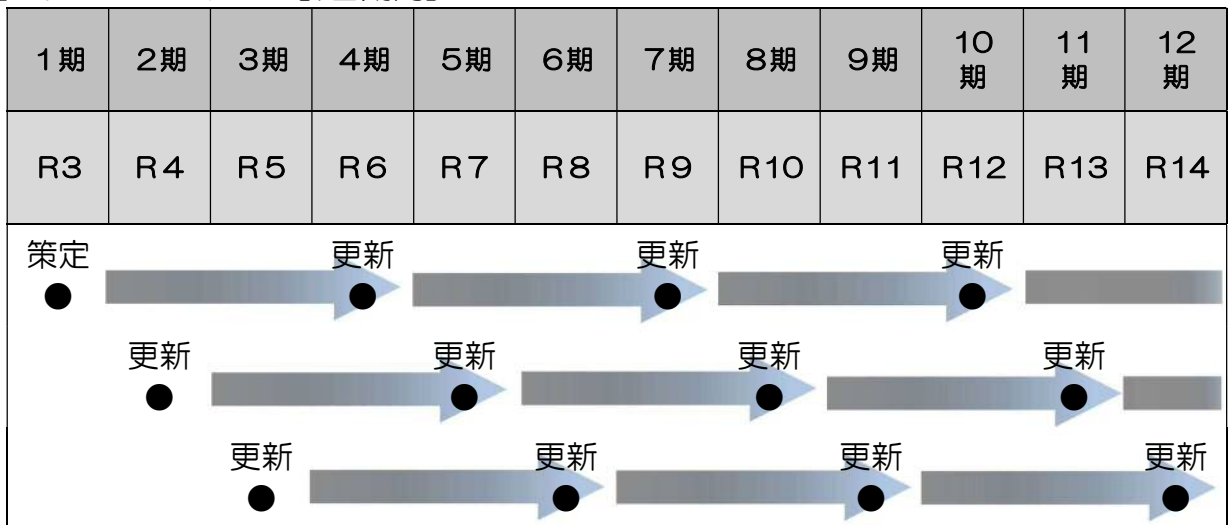 1期 2期 3期 4期 5期 6期 7期 8期 9期 10期 11期 12期
R3 R4 R5 R6 R7 R8 R9 R10 R11 R12 R13 R14
策定 更新 更新 更新
更新 更新 更新 更新
更新 更新 更新 更新